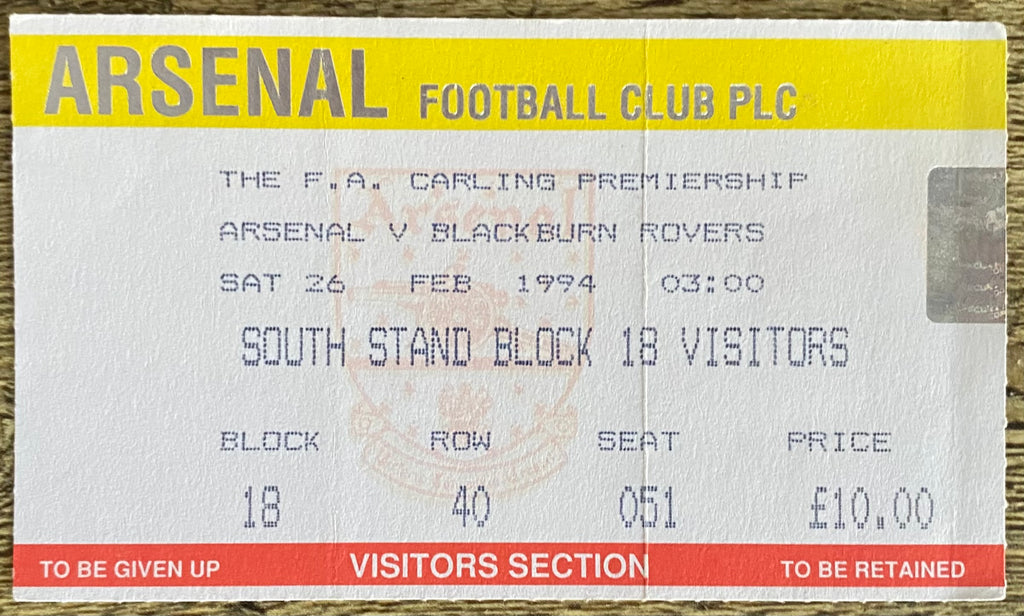 ARSENAL FOOTBALL CLUB PLC
THE F.A. CARLING PREMIERSHIP
Arsenal
ARSENAL V BLACKBURN ROVERS
SAT 26 FEB 1994 03:00
SOUTH STAND BLOCK 18 VISITORS
BLOCK ROW SEAT PRICE
18 40 051 £10.00
TO BE GIVEN UP VISITORS SECTION TO BE RETAINED